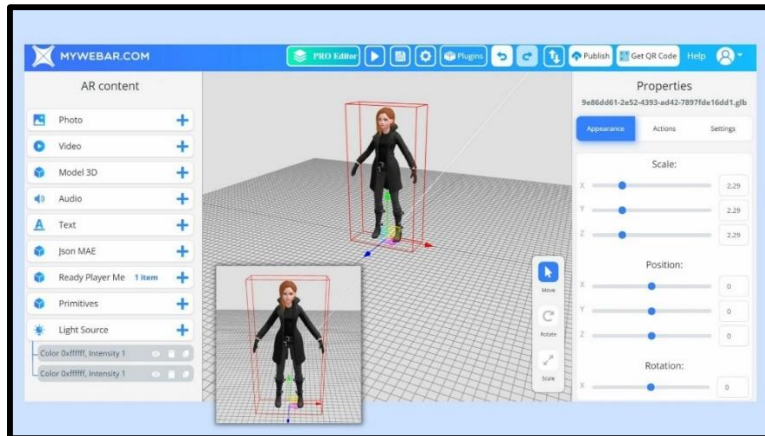 MYWEBAR.COM
PRO Editor
Plugins
Publish
Get QR Code
Help
AR content
Photo
Video
Model 3D
Audio
Text
Json MAE
Ready Player Me 1 item
Primitives
Light Source
Color 0xffffff, Intensity 1
Color 0xffffff, Intensity 1
Move
Rotate
Scale
Properties
9e86dd61-2e52-4393-ad42-7897fde16dd1.glb
Appearance Actions Settings
Scale:
X 2.29
Y 2.29
Z 2.29
Position:
X 0
Y 0
Z 0
Rotation:
X 0